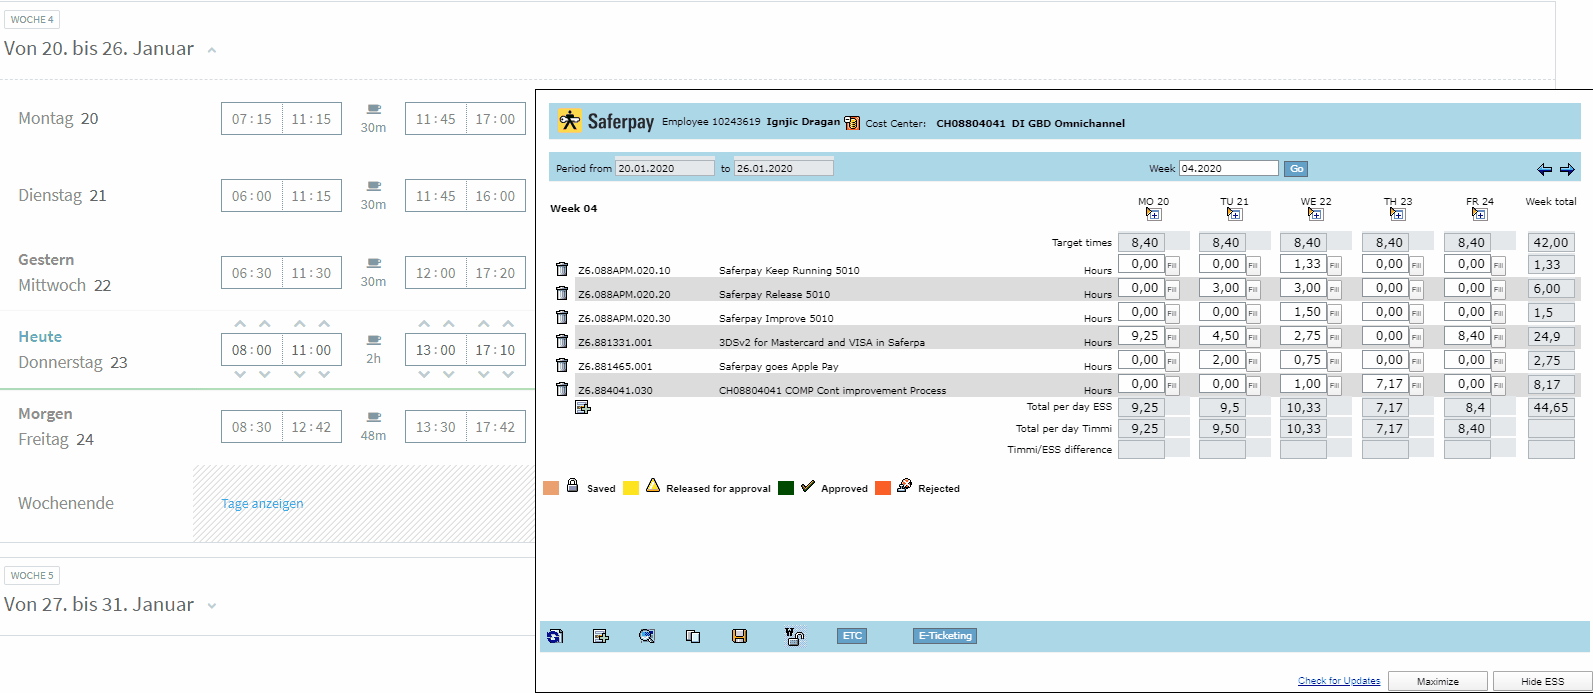 WOCHE 4
Von 20. bis 26. Januar
Montag 20 07:15 11:15 30m 11:45 17:00
Dienstag 21 06:00 11:15 30m 11:45 16:00
Gestern
Mittwoch 22 06:30 11:30 30m 12:00 17:20
Heute
Donnerstag 23 08:00 11:00 2h 13:00 17:10
Morgen
Freitag 24 08:30 12:42 48m 13:30 17:42
Wochenende Tage anzeigen
WOCHE 5
Von 27. bis 31. Januar
Saferpay Employee 10243619 Ignjic Dragan Cost Center: CH08804041 DI GBD Omnichannel
Period from 20.01.2020 to 26.01.2020 Week 04.2020 Go
Week 04 MO 20 TU 21 WE 22 TH 23 FR 24 Week total
Target times 8,40 8,40 8,40 8,40 8,40 42,00
Z6.088APM.020.10 Saferpay Keep Running 5010 Hours 0,00 Fill 0,00 Fill 1,33 Fill 0,00 Fill 0,00 Fill 1,33
Z6.088APM.020.20 Saferpay Release 5010 Hours 0,00 Fill 3,00 Fill 3,00 Fill 0,00 Fill 0,00 Fill 6,00
Z6.088APM.020.30 Saferpay Improve 5010 Hours 0,00 Fill 0,00 Fill 1,50 Fill 0,00 Fill 0,00 Fill 1,5
Z6.881331.001 3DSv2 for Mastercard and VISA in Saferpa Hours 9,25 Fill 4,50 Fill 2,75 Fill 0,00 Fill 8,40 Fill 24,9
Z6.881465.001 Saferpay goes Apple Pay Hours 0,00 Fill 2,00 Fill 0,75 Fill 0,00 Fill 0,00 Fill 2,75
Z6.884041.030 CH08804041 COMP Cont improvement Process Hours 0,00 Fill 0,00 Fill 1,00 Fill 7,17 Fill 0,00 Fill 8,17
Total per day ESS 9,25 9,5 10,33 7,17 8,4 44,65
Total per day Timmi 9,25 9,50 10,33 7,17 8,40
Timmi/ESS difference
Saved Released for approval Approved Rejected
ETC E-Ticketing
Check for Updates Maximize Hide ESS